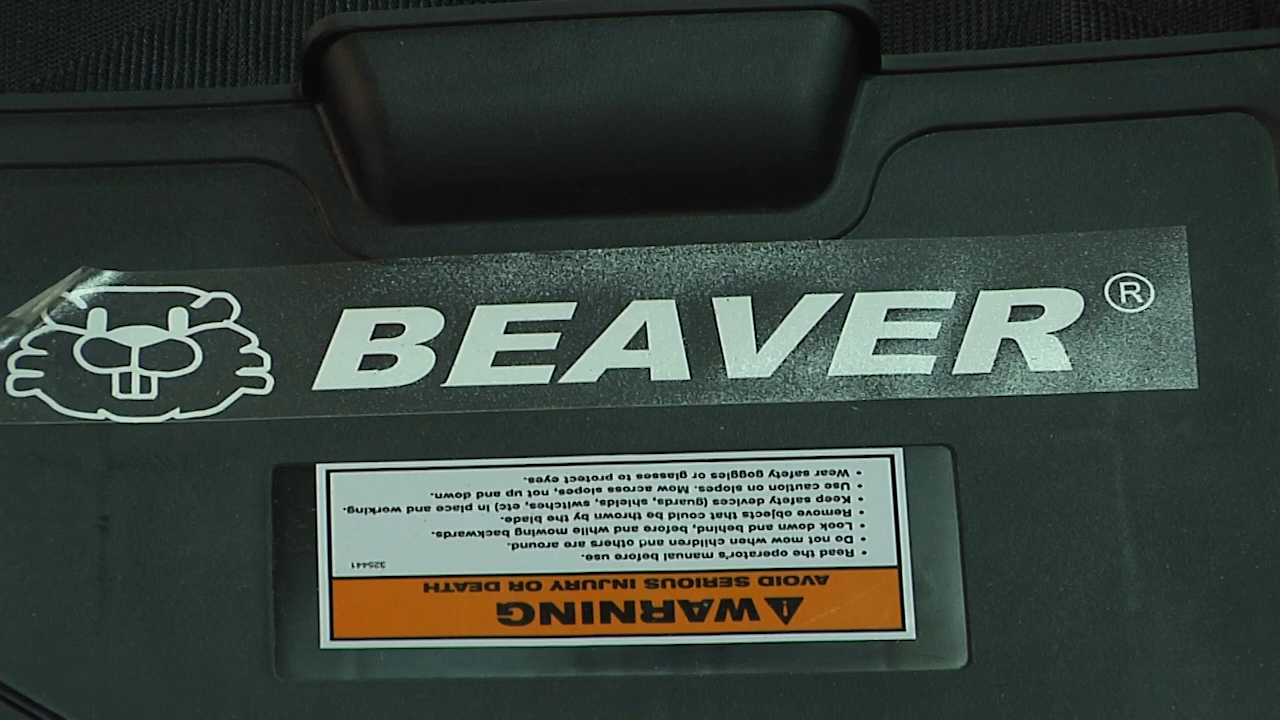 BEAVER®
WARNING
AVOID SERIOUS INJURY OR DEATH
• Read the operator's manual before use.
• Do not mow when children and others are around.
• Look down and behind, before and while mowing backwards.
• Remove objects that could be thrown by the blade.
• Keep safety devices (guards, shields, switches, etc) in place and working.
• Use caution on slopes. Mow across slopes, not up and down.
• Wear safety goggles or glasses to protect eyes.
325441